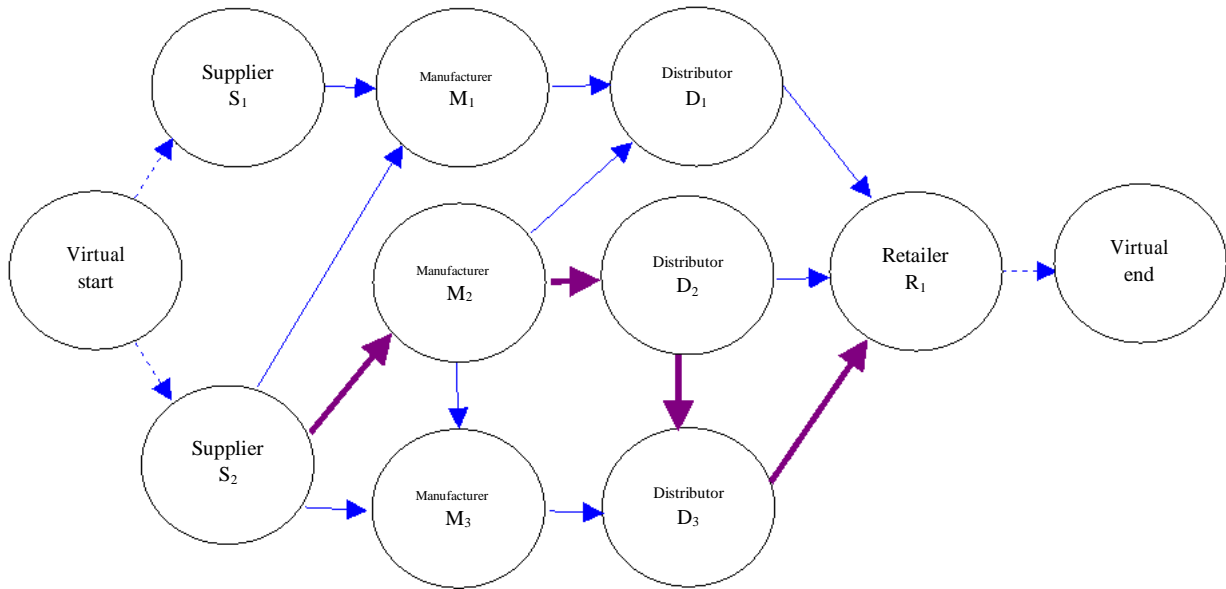 Supplier
S₁
Manufacturer
M₁
Distributor
D₁
Virtual
start
Manufacturer
M₂
Distributor
D₂
Retailer
R₁
Virtual
end
Supplier
S₂
Manufacturer
M₃
Distributor
D₃